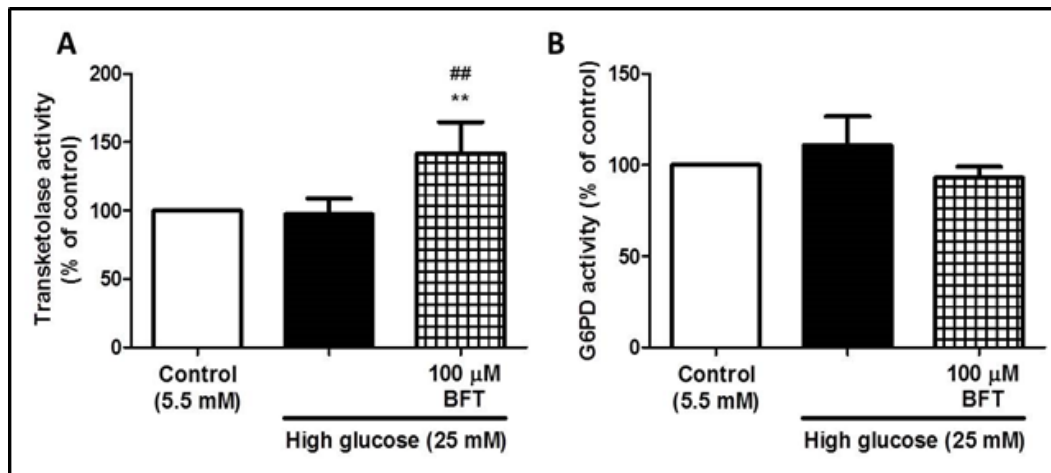 A
Transketolase activity
(% of control)
200
150
100
50
0
##
**
Control
(5.5 mM)
100 μM
BFT
High glucose (25 mM)
B
G6PD activity (% of control)
150
100
50
0
Control
(5.5 mM)
100 μM
BFT
High glucose (25 mM)